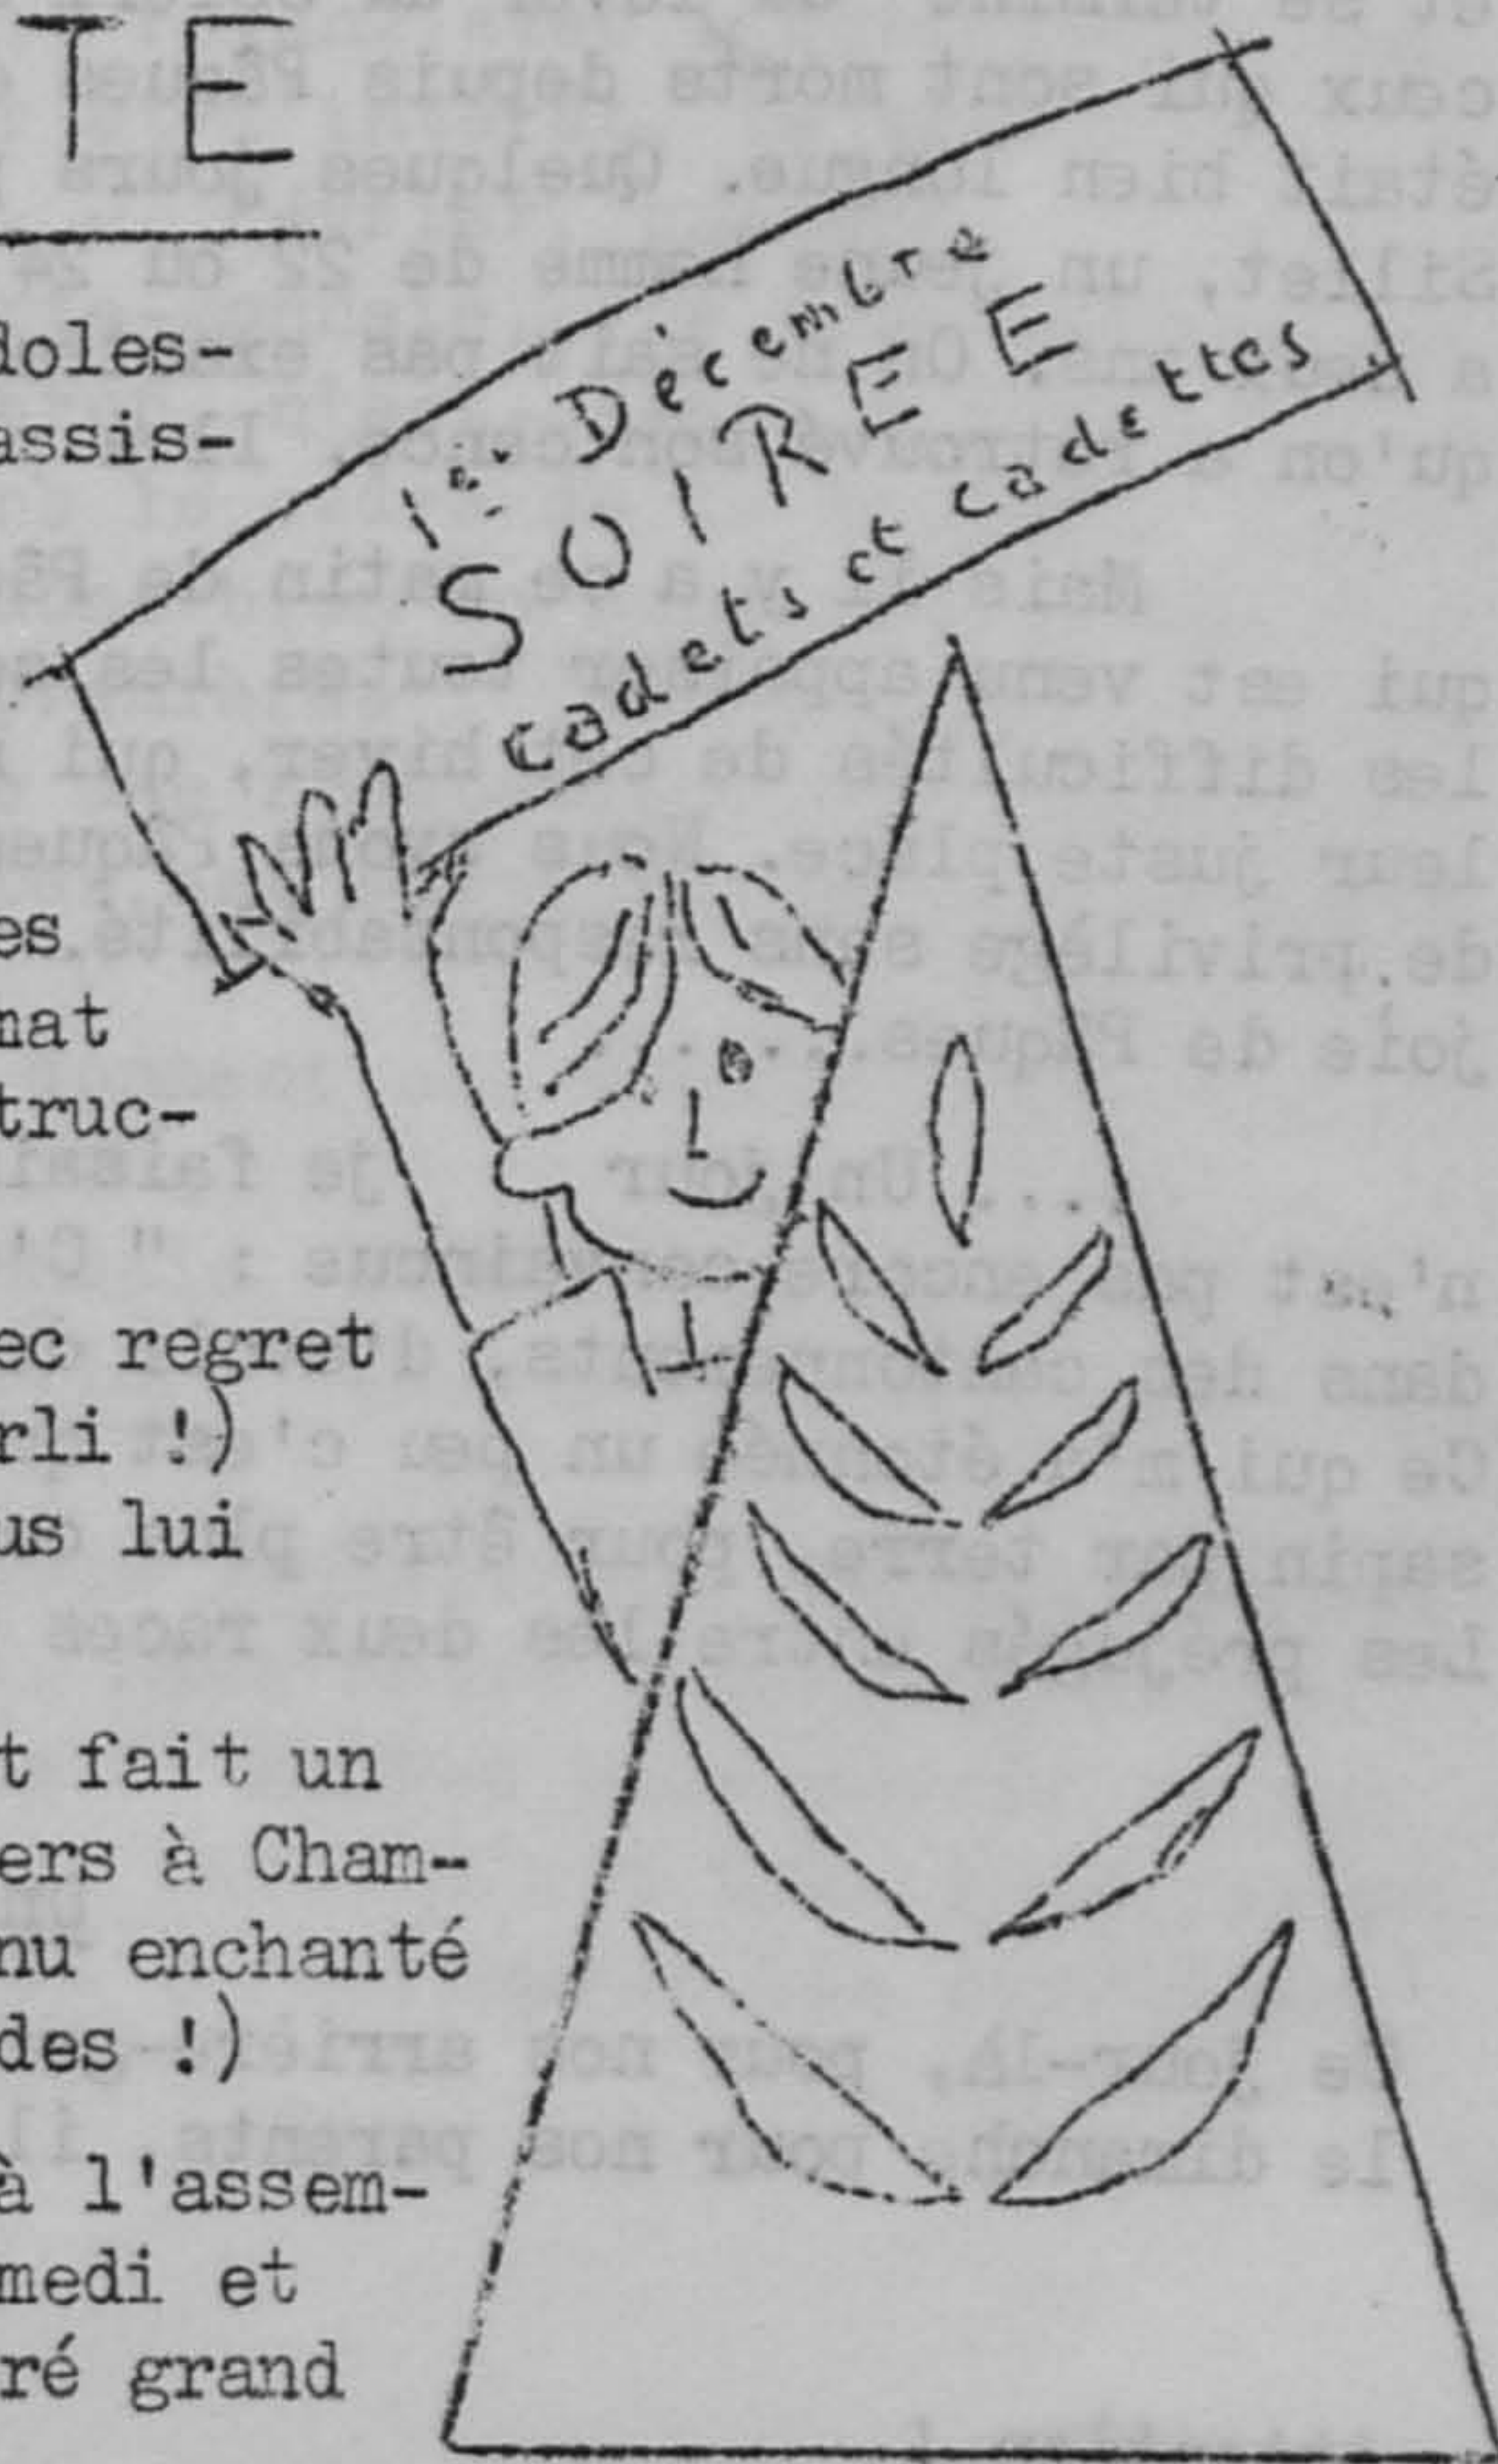 TE
doles-
assis-
1er Décembre
SOIREE
cadets et cadettes
es
nat
truc-
ec regret
rli !)
us lui
t fait un
ers à Cham-
nu enchanté
des !)
à l'assem-
medi et
ré grand